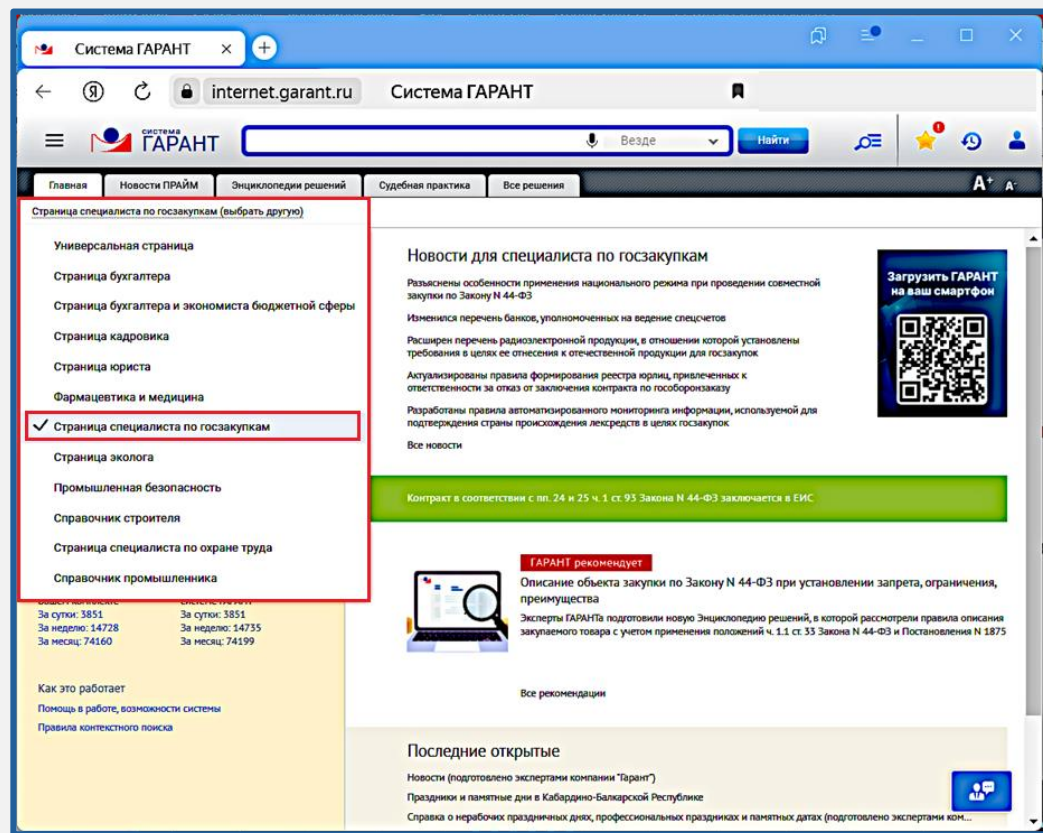 Система ГАРАНТ
internet.garant.ru Система ГАРАНТ
СИСТЕМА
ГАРАНТ
Везде
Найти
Главная Новости ПРАЙМ Энциклопедии решений Судебная практика Все решения
A+ A-
Страница специалиста по госзакупкам (выбрать другую)
Универсальная страница
Страница бухгалтера
Страница бухгалтера и экономиста бюджетной сферы
Страница кадровика
Страница юриста
Фармацевтика и медицина
Страница специалиста по госзакупкам
Страница эколога
Промышленная безопасность
Справочник строителя
Страница специалиста по охране труда
Справочник промышленника
За сутки: 3851 За сутки: 3851
За неделю: 14728 За неделю: 14735
За месяц: 74160 За месяц: 74199
Как это работает
Помощь в работе, возможности системы
Правила контекстного поиска
Новости для специалиста по госзакупкам
Разъяснены особенности применения национального режима при проведении совместной
закупки по Закону N 44-ФЗ
Изменился перечень банков, уполномоченных на ведение спецсчетов
Расширен перечень радиоэлектронной продукции, в отношении которой установлены
требования в целях ее отнесения к отечественной продукции для госзакупок
Актуализированы правила формирования реестра юрлиц, привлеченных к
ответственности за отказ от заключения контракта по гособоронзаказу
Разработаны правила автоматизированного мониторинга информации, используемой для
подтверждения страны происхождения лексредств в целях госзакупок
Все новости
Загрузить ГАРАНТ
на ваш смартфон
Контракт в соответствии с пп. 24 и 25 ч. 1 ст. 93 Закона N 44-ФЗ заключается в ЕИС
ГАРАНТ рекомендует
Описание объекта закупки по Закону N 44-ФЗ при установлении запрета, ограничения,
преимущества
Эксперты ГАРАНТа подготовили новую Энциклопедию решений, в которой рассмотрели правила описания
закупаемого товара с учетом применения положений ч. 1.1 ст. 33 Закона N 44-ФЗ и Постановления N 1875
Все рекомендации
Последние открытые
Новости (подготовлено экспертами компании "Гарант")
Праздники и памятные дни в Кабардино-Балкарской Республике
Справка о нерабочих праздничных днях, профессиональных праздниках и памятных датах (подготовлено экспертами ком...